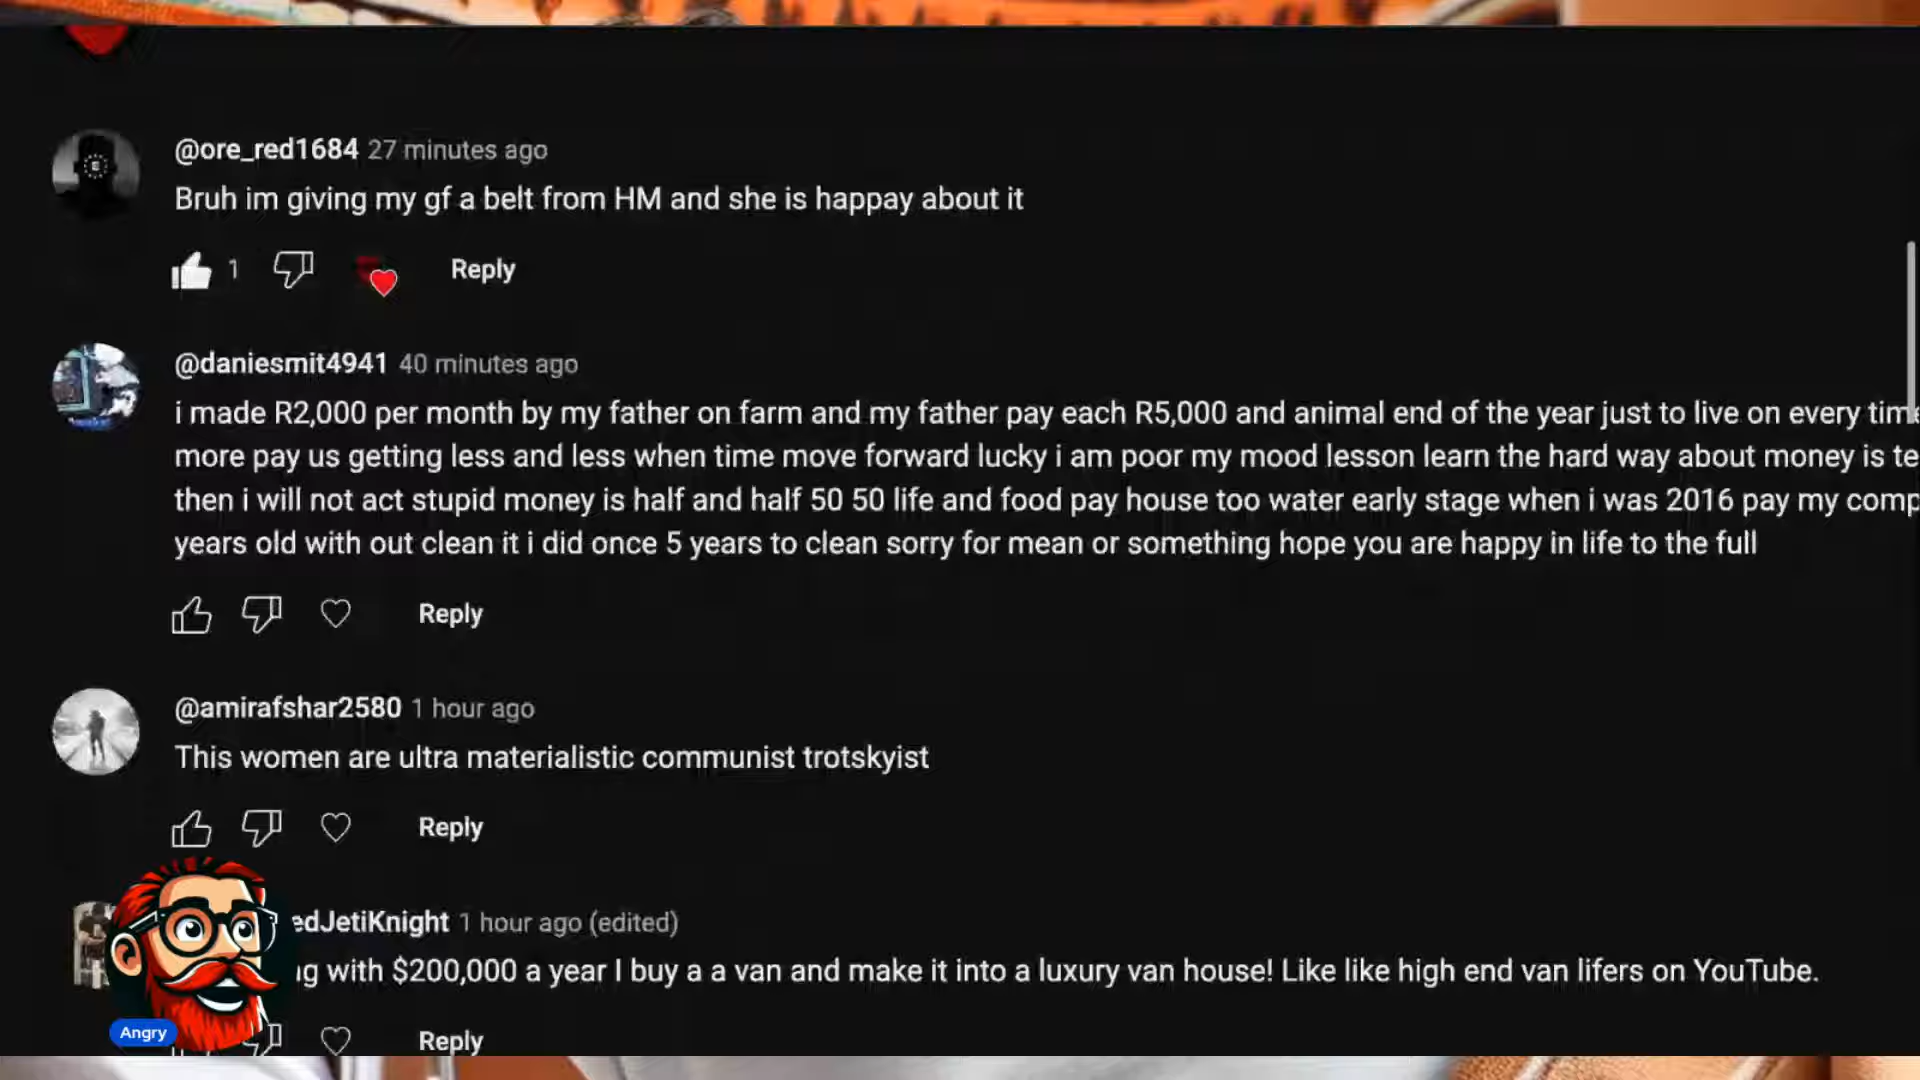 @ore_red1684 27 minutes ago
Bruh im giving my gf a belt from HM and she is happay about it
1 Reply
@daniesmit4941 40 minutes ago
i made R2,000 per month by my father on farm and my father pay each R5,000 and animal end of the year just to live on every time
more pay us getting less and less when time move forward lucky i am poor my mood lesson learn the hard way about money is te
then i will not act stupid money is half and half 50 50 life and food pay house too water early stage when i was 2016 pay my comp
years old with out clean it i did once 5 years to clean sorry for mean or something hope you are happy in life to the full
Reply
@amirafshar2580 1 hour ago
This women are ultra materialistic communist trotskyist
Reply
edJetiKnight 1 hour ago (edited)
g with $200,000 a year I buy a a van and make it into a luxury van house! Like like high end van lifers on YouTube.
Angry
Reply